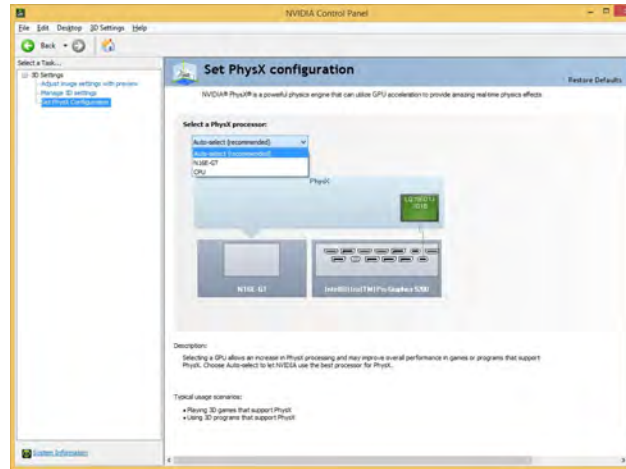 NVIDIA Control Panel
File Edit Desktop 3D Settings Help
Back
Select a Task...
3D Settings
Adjust image settings with preview
Manage 3D settings
Set PhysX Configuration
Set PhysX configuration
Restore Defaults
NVIDIA® PhysX® is a powerful physics engine that can utilize GPU acceleration to provide amazing real-time physics effects.
Select a PhysX processor:
Auto-select (recommended)
Auto-select (recommended)
N16E-GT
CPU
PhysX
N16E-GT
Intel(R) Iris(TM) Pro Graphics 5200
Description:
Selecting a GPU allows an increase in PhysX processing and may improve overall performance in games or programs that support
PhysX. Choose Auto-select to let NVIDIA use the best processor for PhysX.
Typical usage scenarios:
• Playing 3D games that support PhysX
• Using 3D programs that support PhysX
System Information